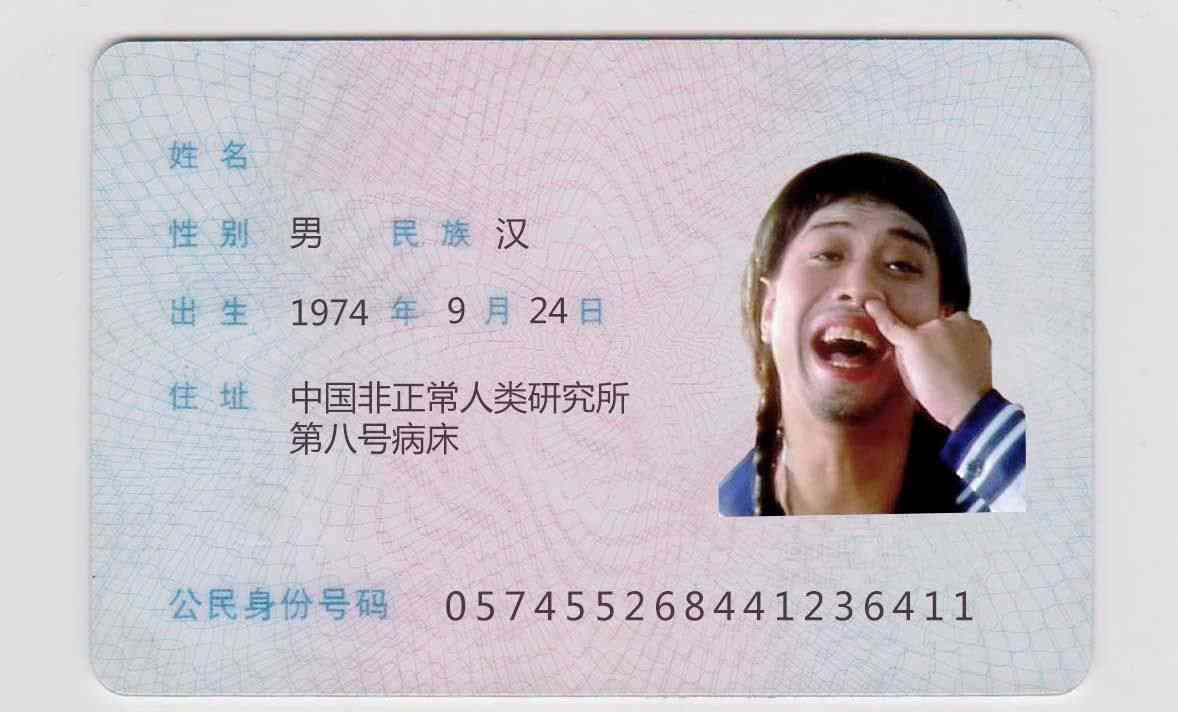 姓 名
性 别 男 民 族 汉
出 生 1974 年 9 月 24 日
住 址 中国非正常人类研究所
第八号病床
公民身份号码 057455268441236411